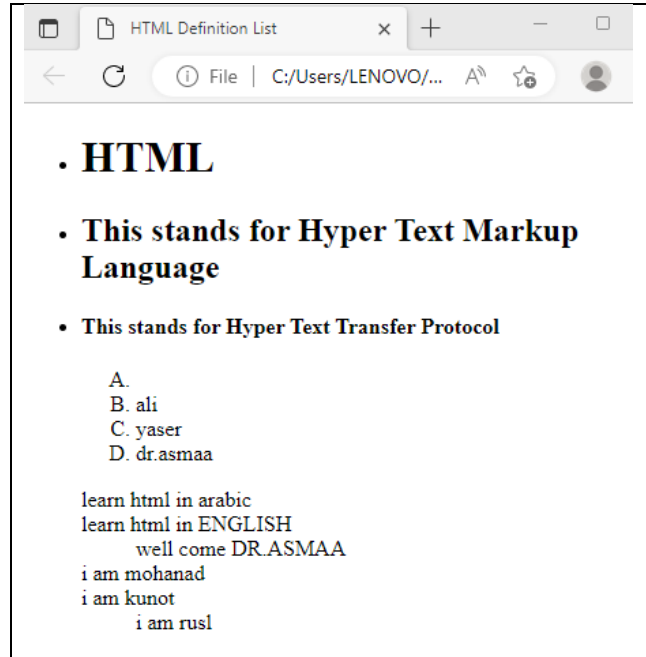 HTML Definition List
File | C:/Users/LENOVO/...
• HTML
• This stands for Hyper Text Markup
Language
• This stands for Hyper Text Transfer Protocol
A.
B. ali
C. yaser
D. dr.asmaa
learn html in arabic
learn html in ENGLISH
well come DR.ASMAA
i am mohanad
i am kunot
i am rusl